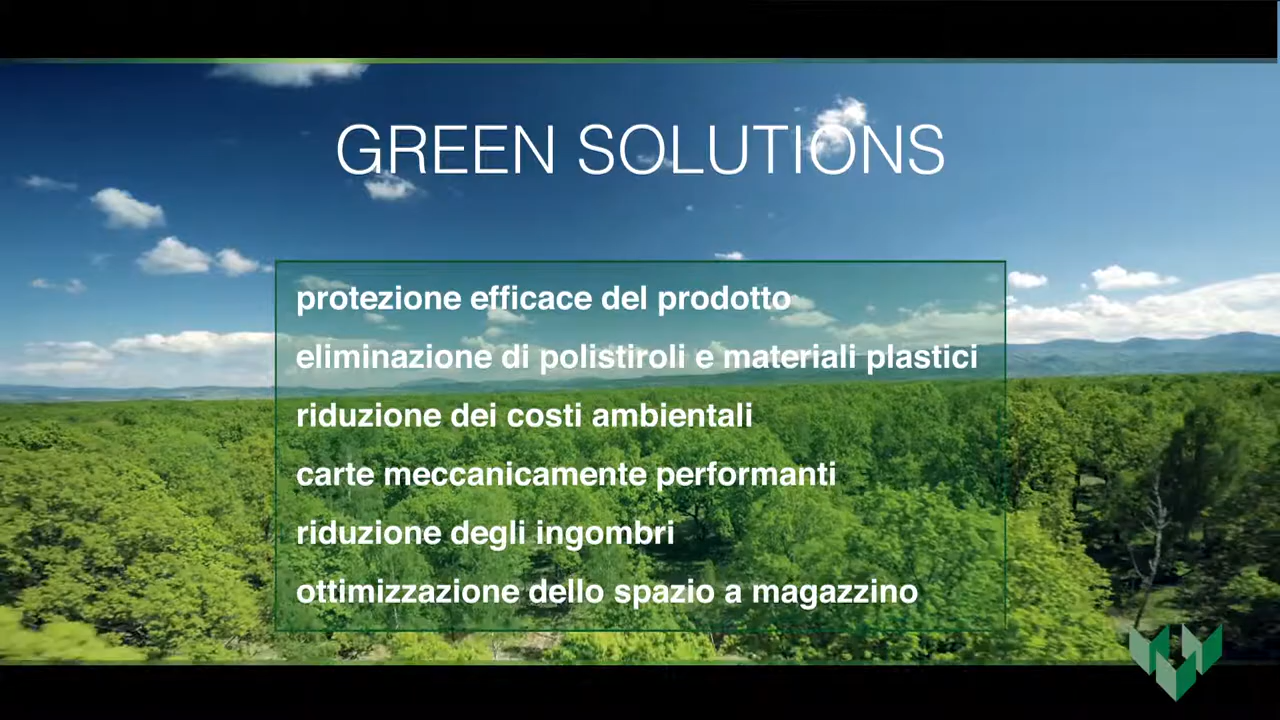 GREEN SOLUTIONS
protezione efficace del prodotto
eliminazione di polistiroli e materiali plastici
riduzione dei costi ambientali
carte meccanicamente performanti
riduzione degli ingombri
ottimizzazione dello spazio a magazzino